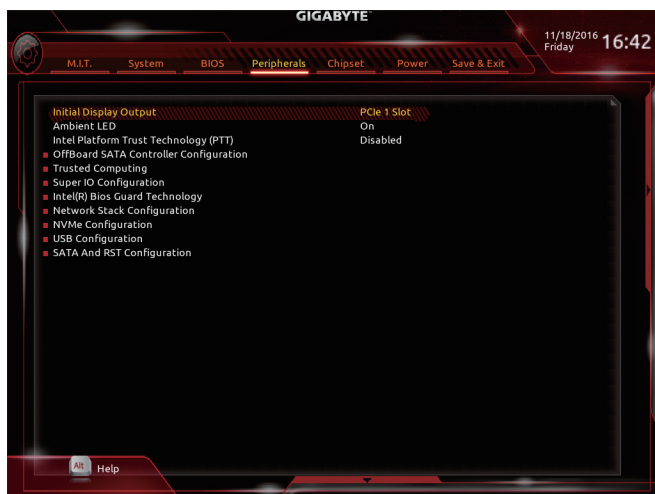 GIGABYTE™
11/18/2016
Friday
16:42
M.I.T. System BIOS Peripherals Chipset Power Save & Exit
Initial Display Output PCIe 1 Slot
Ambient LED On
Intel Platform Trust Technology (PTT) Disabled
OffBoard SATA Controller Configuration
Trusted Computing
Super IO Configuration
Intel(R) Bios Guard Technology
Network Stack Configuration
NVMe Configuration
USB Configuration
SATA And RST Configuration
Alt Help